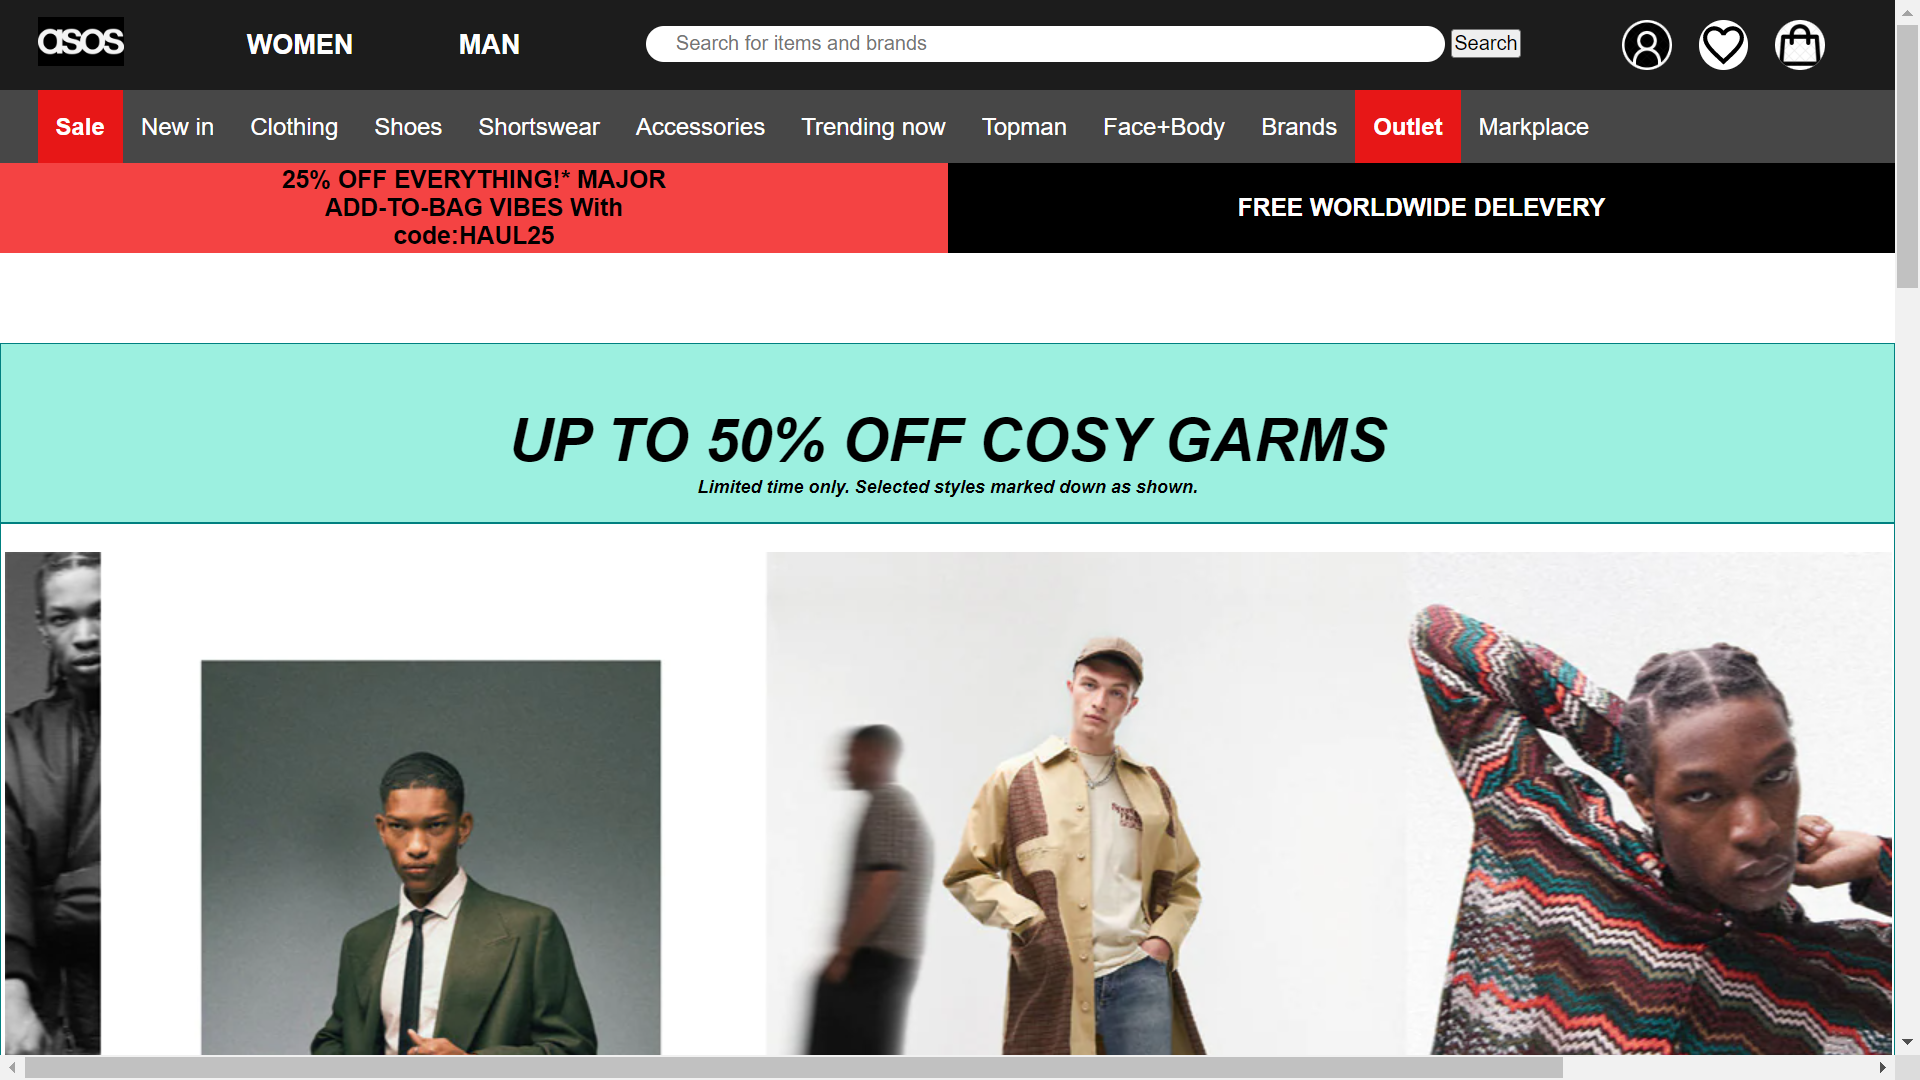 asos
WOMEN
MAN
Search for items and brands
Search
Sale
New in
Clothing
Shoes
Shortswear
Accessories
Trending now
Topman
Face+Body
Brands
Outlet
Markplace
25% OFF EVERYTHING!* MAJOR
ADD-TO-BAG VIBES With
code:HAUL25
FREE WORLDWIDE DELEVERY
UP TO 50% OFF COSY GARMS
Limited time only. Selected styles marked down as shown.